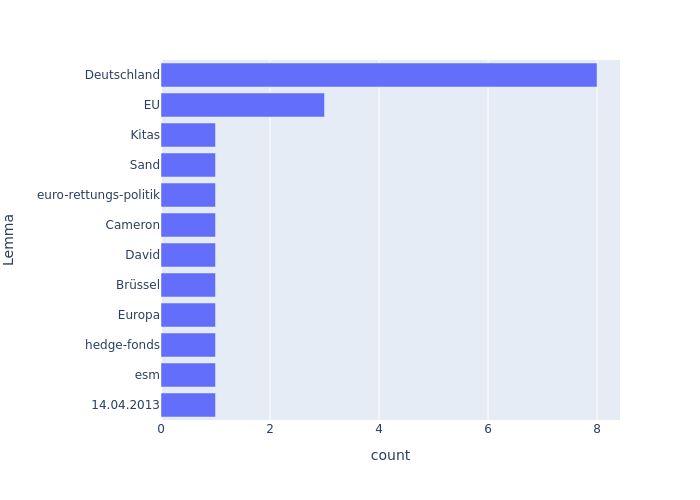 Deutschland
EU
Kitas
Sand
euro-rettungs-politik
Cameron
David
Brüssel
Europa
hedge-fonds
esm
14.04.2013
0 2 4 6 8
count
Lemma